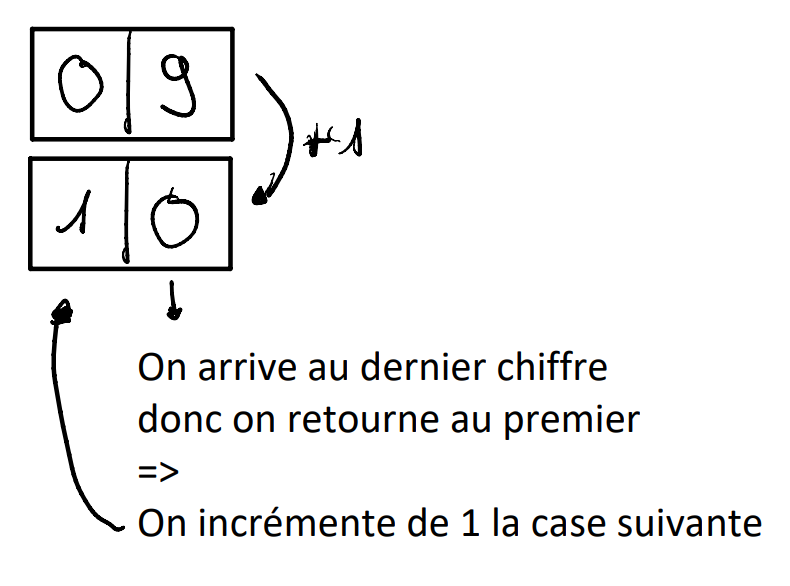 0 9
+1
1 0
On arrive au dernier chiffre
donc on retourne au premier
=>
On incrémente de 1 la case suivante